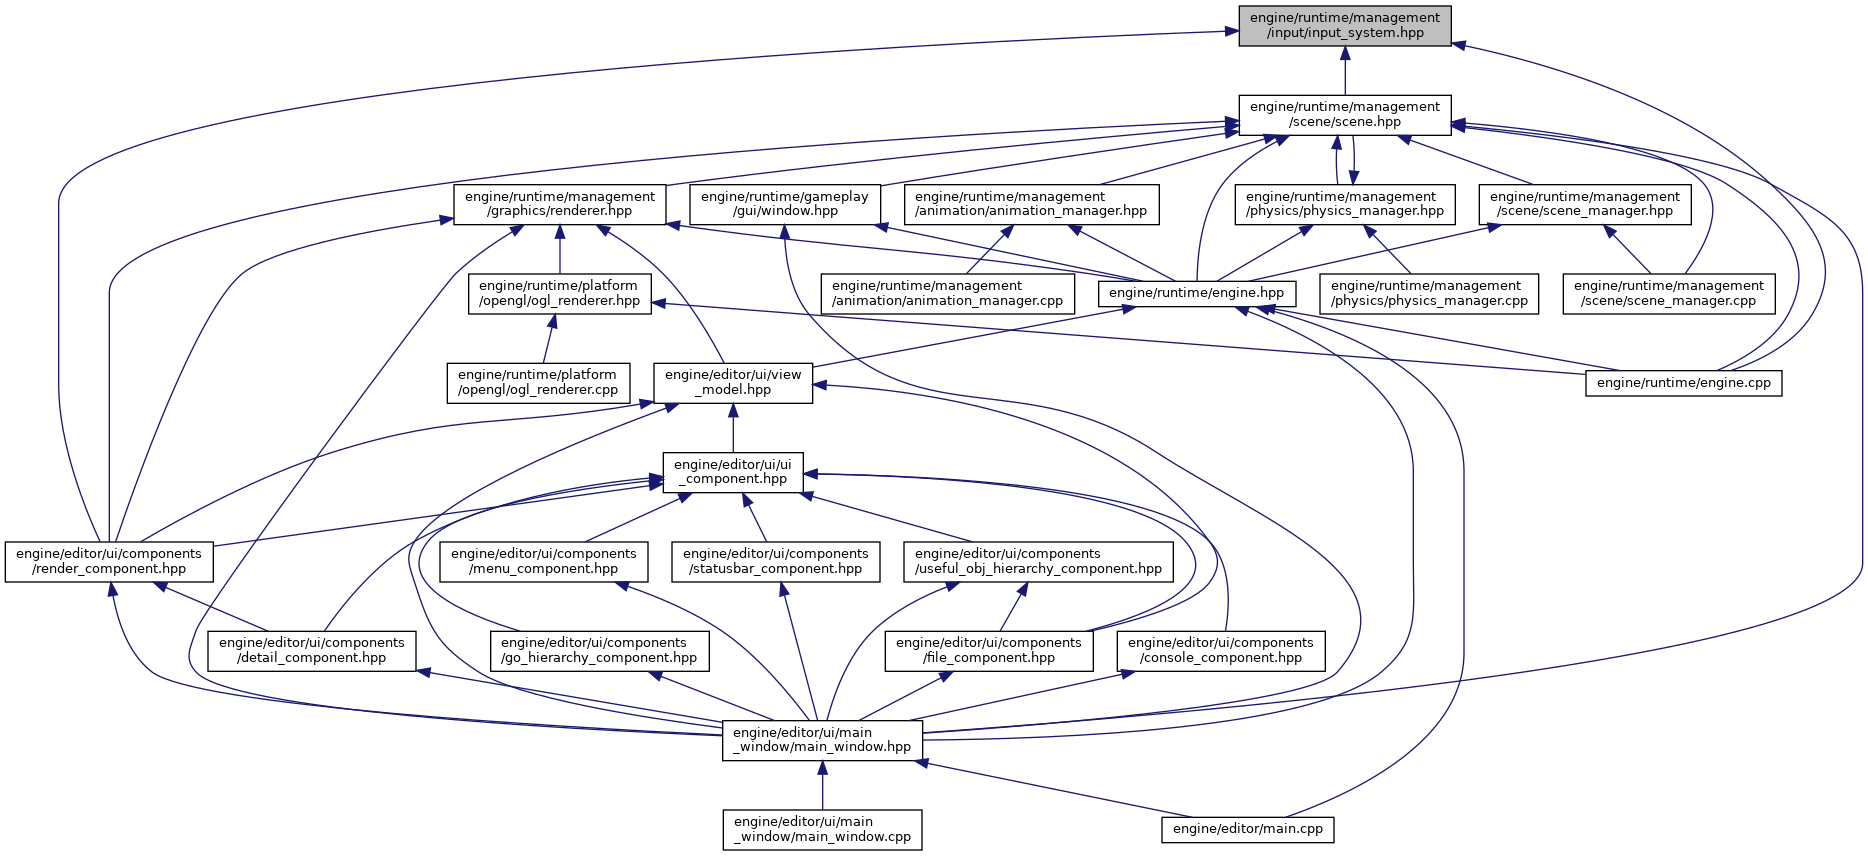 engine/runtime/management
/input/input_system.hpp
engine/runtime/management
/scene/scene.hpp
engine/runtime/management
/graphics/renderer.hpp
engine/runtime/gameplay
/gui/window.hpp
engine/runtime/management
/animation/animation_manager.hpp
engine/runtime/management
/physics/physics_manager.hpp
engine/runtime/management
/scene/scene_manager.hpp
engine/runtime/platform
/opengl/ogl_renderer.hpp
engine/runtime/management
/animation/animation_manager.cpp
engine/runtime/engine.hpp
engine/runtime/management
/physics/physics_manager.cpp
engine/runtime/management
/scene/scene_manager.cpp
engine/runtime/platform
/opengl/ogl_renderer.cpp
engine/editor/ui/view
_model.hpp
engine/runtime/engine.cpp
engine/editor/ui/ui
_component.hpp
engine/editor/ui/components
/render_component.hpp
engine/editor/ui/components
/menu_component.hpp
engine/editor/ui/components
/statusbar_component.hpp
engine/editor/ui/components
/useful_obj_hierarchy_component.hpp
engine/editor/ui/components
/detail_component.hpp
engine/editor/ui/components
/go_hierarchy_component.hpp
engine/editor/ui/components
/file_component.hpp
engine/editor/ui/components
/console_component.hpp
engine/editor/ui/main
_window/main_window.hpp
engine/editor/ui/main
_window/main_window.cpp
engine/editor/main.cpp